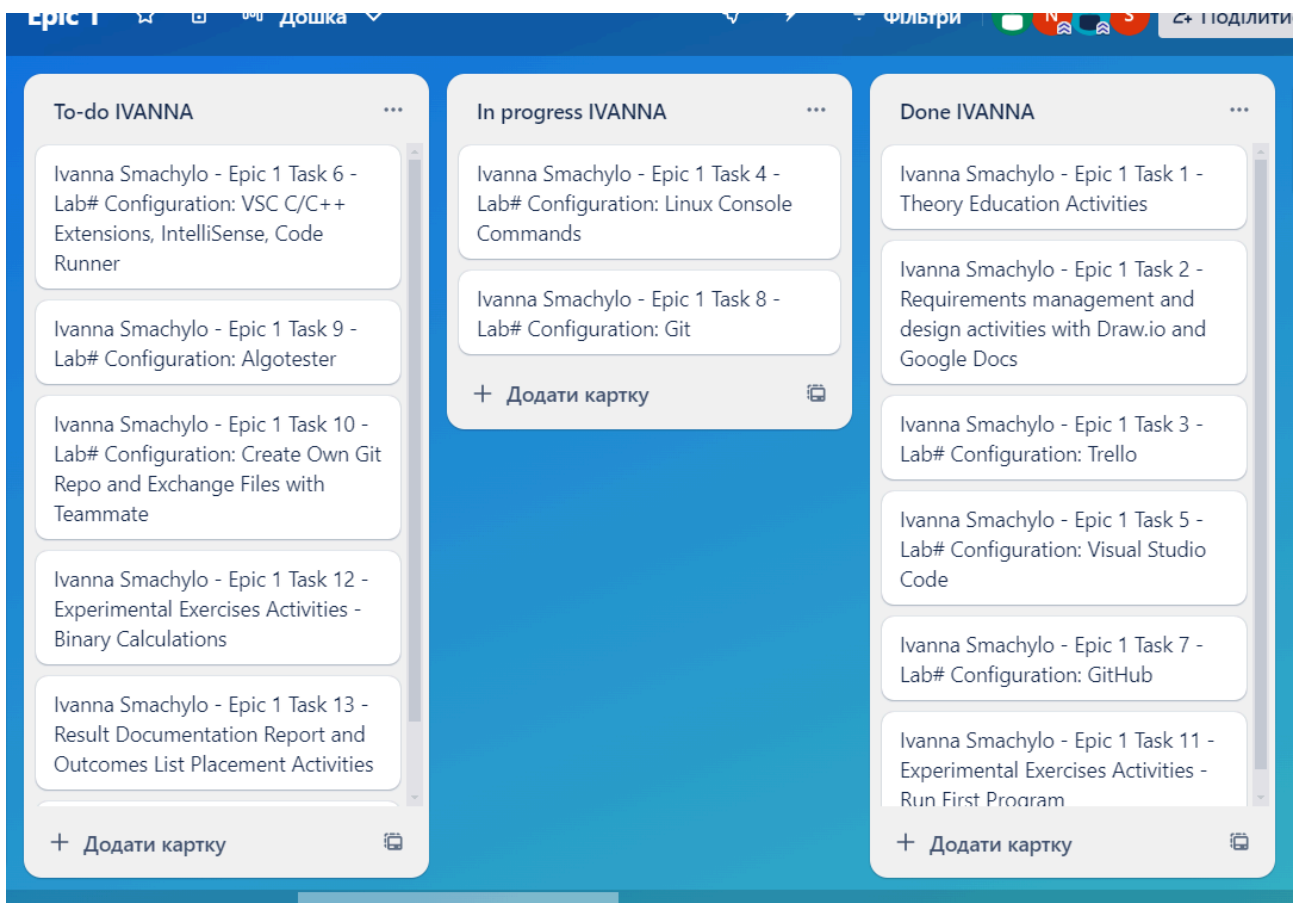 Epic 1
Дошка
Фільтри
N
S
Поділити
To-do IVANNA
Ivanna Smachylo - Epic 1 Task 6 -
Lab# Configuration: VSC C/C++
Extensions, IntelliSense, Code
Runner
Ivanna Smachylo - Epic 1 Task 9 -
Lab# Configuration: Algotester
Ivanna Smachylo - Epic 1 Task 10 -
Lab# Configuration: Create Own Git
Repo and Exchange Files with
Teammate
Ivanna Smachylo - Epic 1 Task 12 -
Experimental Exercises Activities -
Binary Calculations
Ivanna Smachylo - Epic 1 Task 13 -
Result Documentation Report and
Outcomes List Placement Activities
+ Додати картку
In progress IVANNA
Ivanna Smachylo - Epic 1 Task 4 -
Lab# Configuration: Linux Console
Commands
Ivanna Smachylo - Epic 1 Task 8 -
Lab# Configuration: Git
+ Додати картку
Done IVANNA
Ivanna Smachylo - Epic 1 Task 1 -
Theory Education Activities
Ivanna Smachylo - Epic 1 Task 2 -
Requirements management and
design activities with Draw.io and
Google Docs
Ivanna Smachylo - Epic 1 Task 3 -
Lab# Configuration: Trello
Ivanna Smachylo - Epic 1 Task 5 -
Lab# Configuration: Visual Studio
Code
Ivanna Smachylo - Epic 1 Task 7 -
Lab# Configuration: GitHub
Ivanna Smachylo - Epic 1 Task 11 -
Experimental Exercises Activities -
Run First Program
+ Додати картку